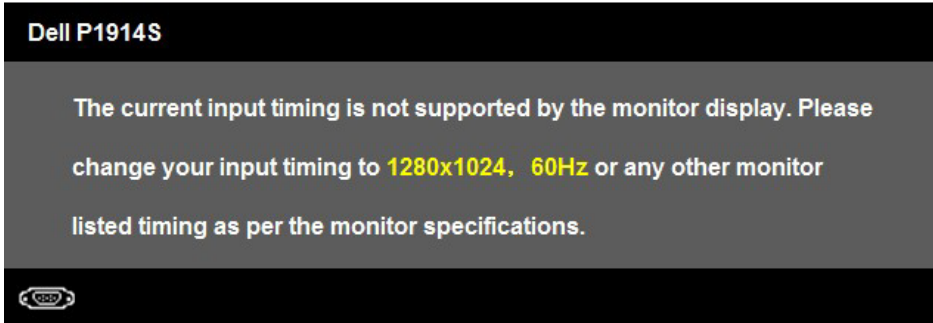 Dell P1914S
The current input timing is not supported by the monitor display. Please
change your input timing to 1280x1024，60Hz or any other monitor
listed timing as per the monitor specifications.